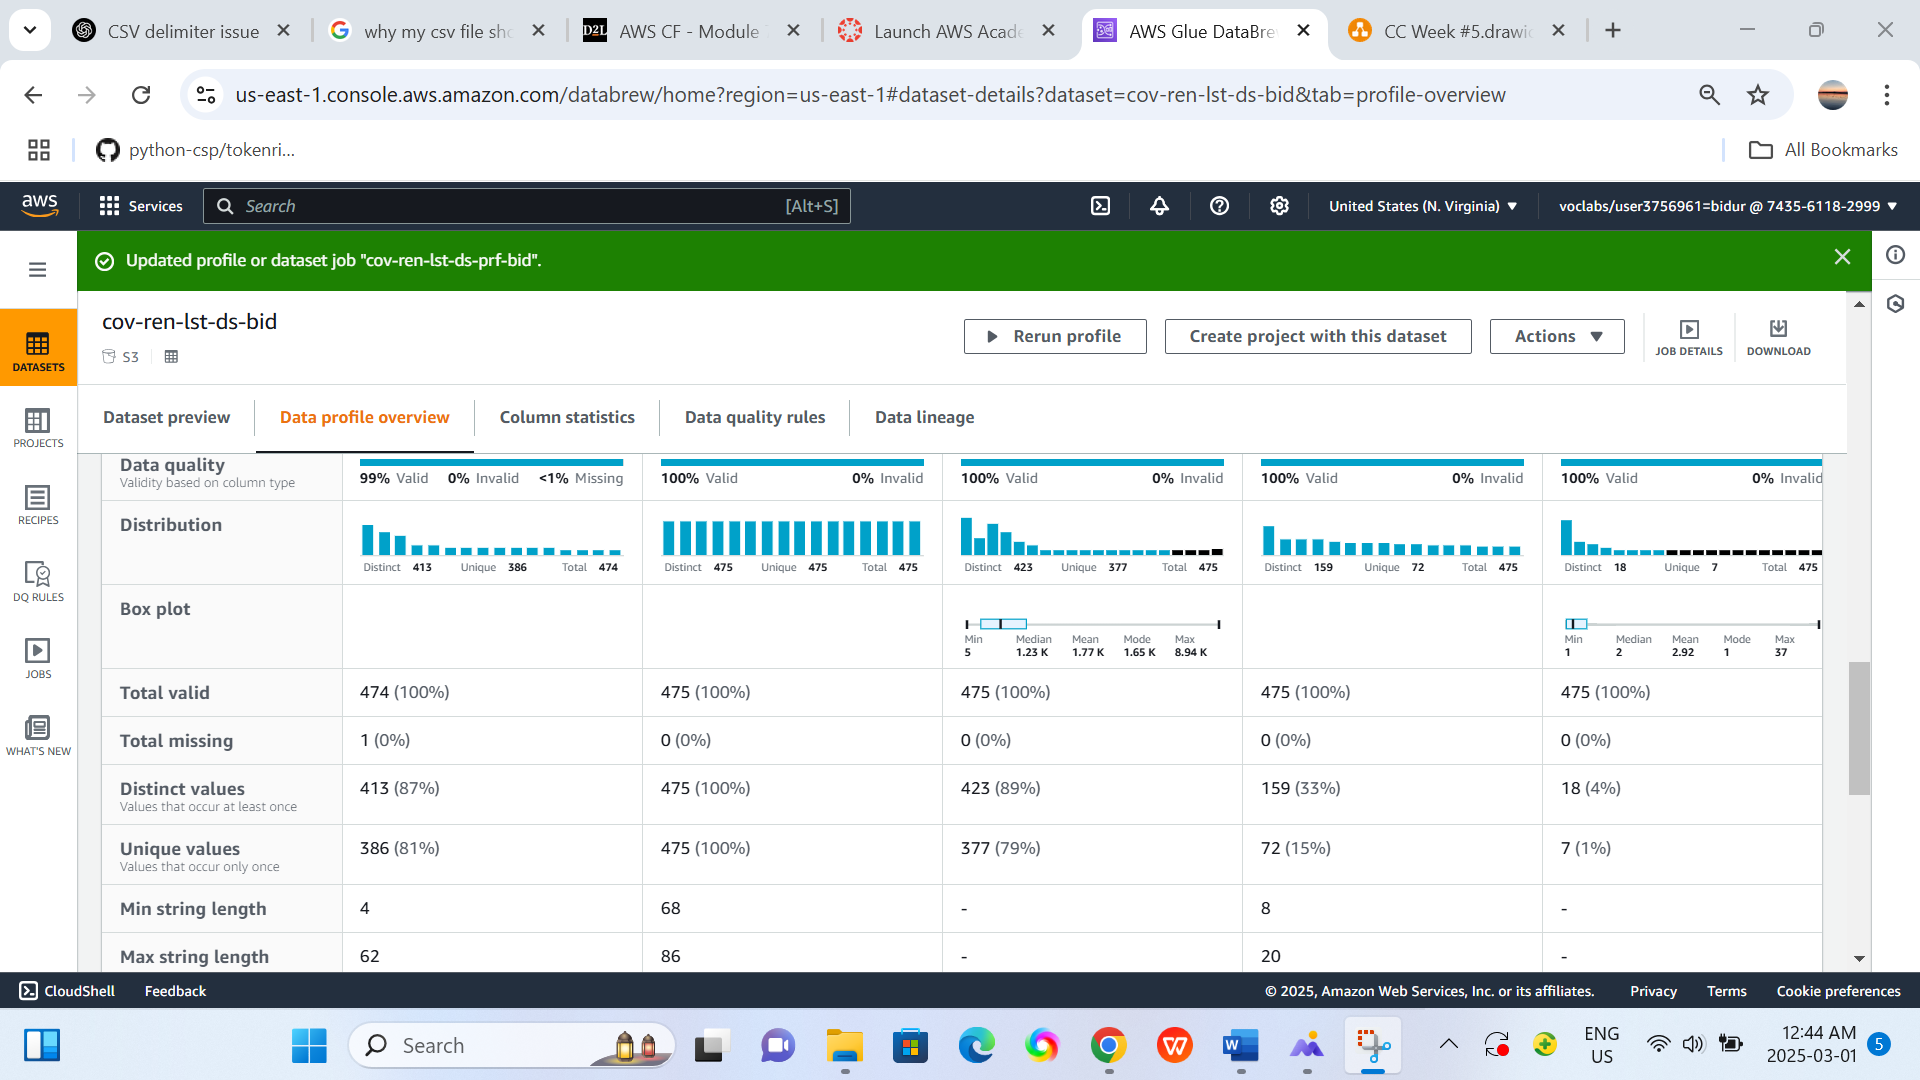 CSV delimiter issue
why my csv file sh
D2L
AWS CF - Module
Launch AWS Acade
AWS Glue DataBre
CC Week #5.drawi
us-east-1.console.aws.amazon.com/databrew/home?region=us-east-1#dataset-details?dataset=cov-ren-lst-ds-bid&tab=profile-overview
python-csp/tokenri...
All Bookmarks
aws
Services
Search
[Alt+S]
United States (N. Virginia)
voclabs/user3756961=bidur @ 7435-6118-2999
Updated profile or dataset job "cov-ren-lst-ds-prf-bid".
DATASETS
PROJECTS
RECIPES
DQ RULES
JOBS
WHAT'S NEW
cov-ren-lst-ds-bid
S3
Rerun profile
Create project with this dataset
Actions
JOB DETAILS
DOWNLOAD
Dataset preview
Data profile overview
Column statistics
Data quality rules
Data lineage
Data quality
Validity based on column type
99% Valid 0% Invalid <1% Missing
100% Valid 0% Invalid
100% Valid 0% Invalid
100% Valid 0% Invalid
100% Valid 0% Invalid
Distribution
Distinct 413 Unique 386 Total 474
Distinct 475 Unique 475 Total 475
Distinct 423 Unique 377 Total 475
Distinct 159 Unique 72 Total 475
Distinct 18 Unique 7 Total 475
Box plot
Min Median Mean Mode Max
5 1.23 K 1.77 K 1.65 K 8.94 K
Min Median Mean Mode Max
1 2 2.92 1 37
Total valid
474 (100%)
475 (100%)
475 (100%)
475 (100%)
475 (100%)
Total missing
1 (0%)
0 (0%)
0 (0%)
0 (0%)
0 (0%)
Distinct values
Values that occur at least once
413 (87%)
475 (100%)
423 (89%)
159 (33%)
18 (4%)
Unique values
Values that occur only once
386 (81%)
475 (100%)
377 (79%)
72 (15%)
7 (1%)
Min string length
4
68
-
8
-
Max string length
62
86
-
20
-
CloudShell
Feedback
© 2025, Amazon Web Services, Inc. or its affiliates.
Privacy
Terms
Cookie preferences
Search
ENG
US
12:44 AM
2025-03-01
5